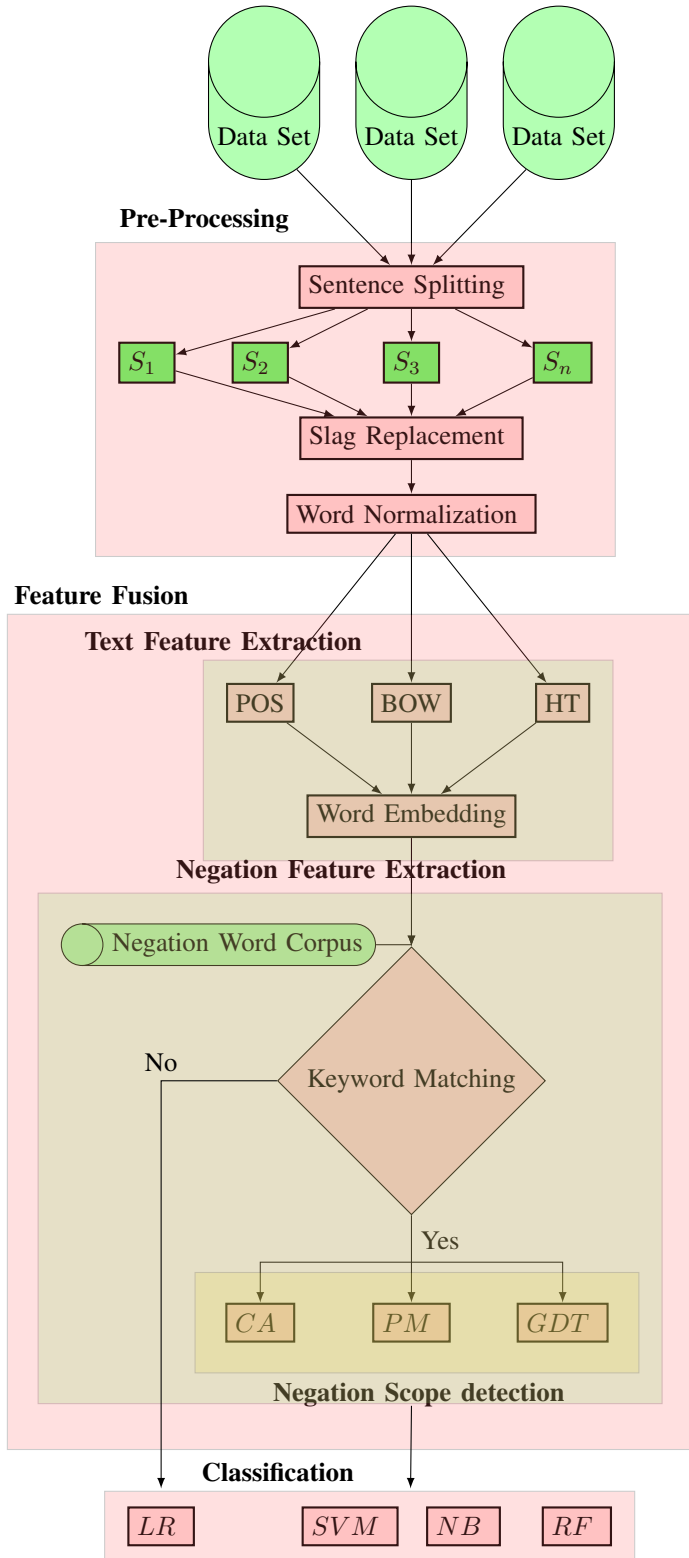 Data Set Data Set Data Set
Pre-Processing
Sentence Splitting
S1 S2 S3 Sn
Slag Replacement
Word Normalization
Feature Fusion
Text Feature Extraction
POS BOW HT
Word Embedding
Negation Feature Extraction
Negation Word Corpus
No
Keyword Matching
Yes
CA PM GDT
Negation Scope detection
Classification
LR SVM NB RF